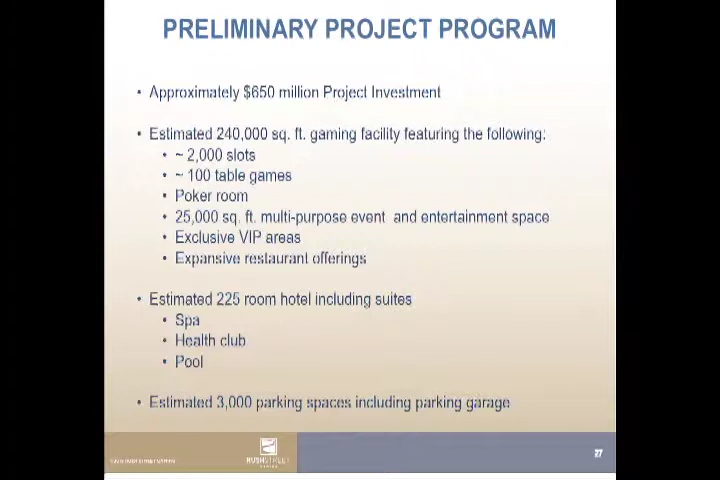 PRELIMINARY PROJECT PROGRAM
• Approximately $650 million Project Investment
• Estimated 240,000 sq. ft. gaming facility featuring the following:
• ~ 2,000 slots
• ~ 100 table games
• Poker room
• 25,000 sq. ft. multi-purpose event and entertainment space
• Exclusive VIP areas
• Expansive restaurant offerings
• Estimated 225 room hotel including suites
• Spa
• Health club
• Pool
• Estimated 3,000 parking spaces including parking garage
RUSHSTREET
27